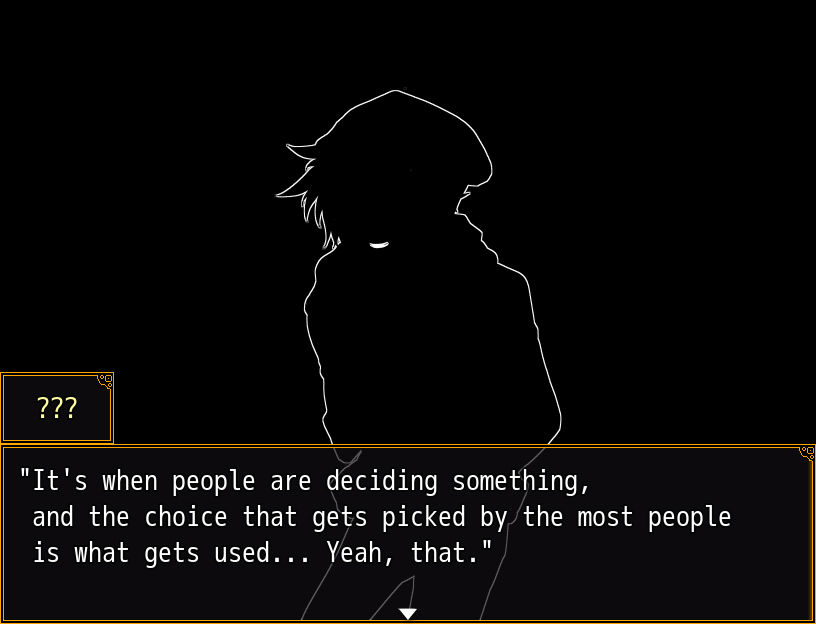 ???
"It's when people are deciding something,
and the choice that gets picked by the most people
is what gets used... Yeah, that."